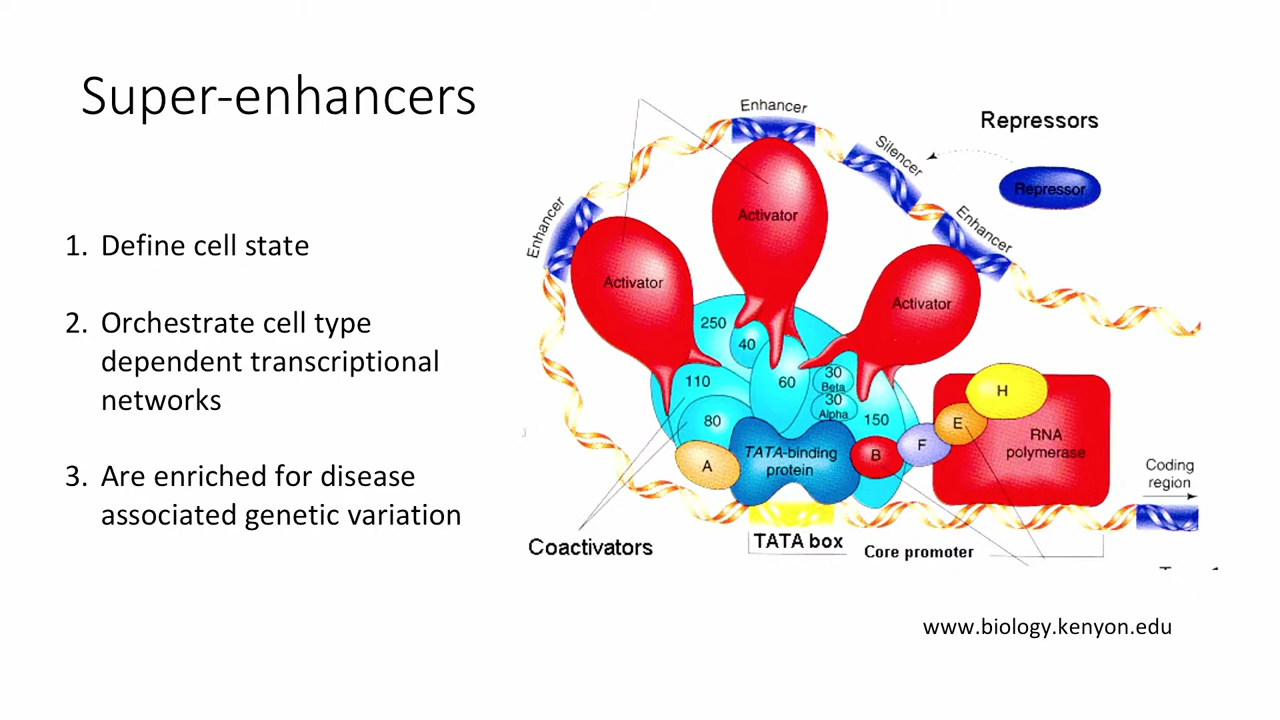 Super-enhancers
1. Define cell state
2. Orchestrate cell type
dependent transcriptional
networks
3. Are enriched for disease
associated genetic variation
Enhancer
Repressors
Silencer
Repressor
Enhancer
Enhancer
Activator
Activator
Activator
250
40
110
60
30
Beta
30
Alpha
80
150
H
E
F
B
A
TATA-binding
protein
RNA
polymerase
Coding
region
Coactivators
TATA box
Core promoter
www.biology.kenyon.edu